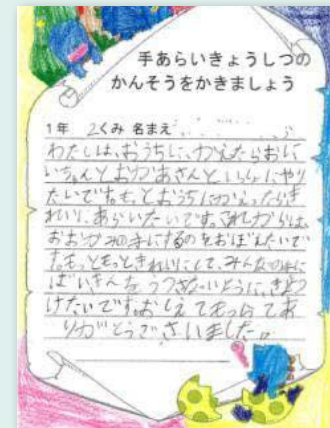 手あらいきょうしつの
かんそうをかきましょう
1年 2くみ 名まえ
わたしは、おうちに、かえったらおに
いちゃんとおかあさんといっしょにやり
たいです。もっとおうちにかえったらき
れいに、あらいたいです。これからは、
おおかみの手にするのをおぼえたいで
す。もっともっときれいにして、みんなの手に
ばいきんをうつさないように、きをつ
けたいです。おしえてもらってあ
りがとうございました。